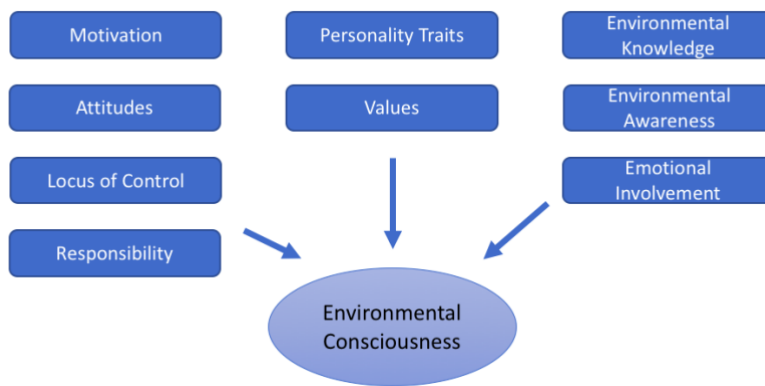 Motivation
Personality Traits
Environmental
Knowledge
Attitudes
Values
Environmental
Awareness
Locus of Control
Emotional
Involvement
Responsibility
Environmental
Consciousness